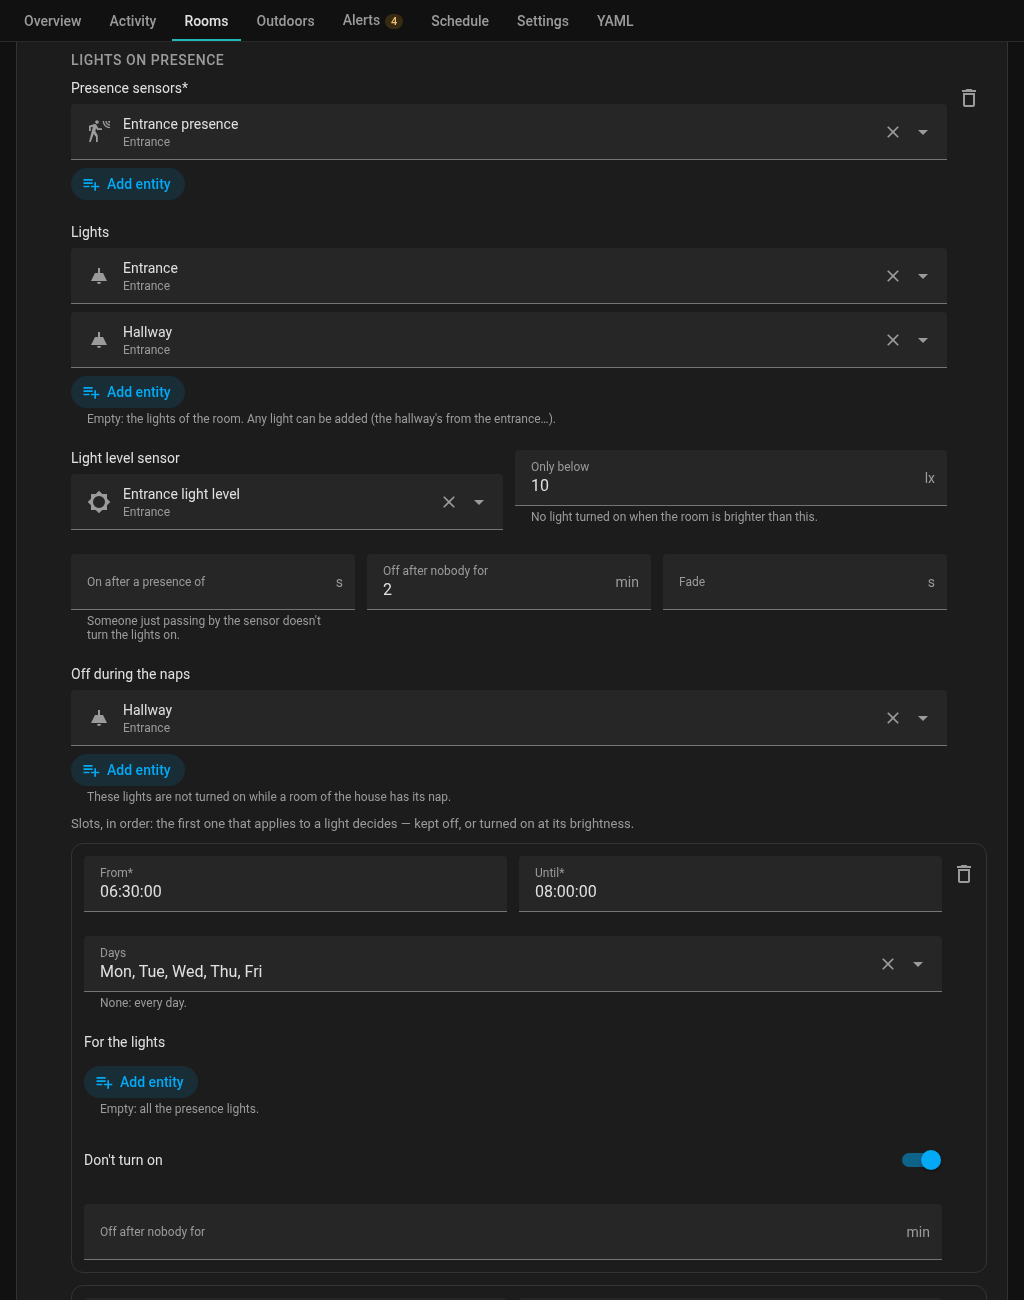 Overview
Activity
Rooms
Outdoors
Alerts 4
Schedule
Settings
YAML
LIGHTS ON PRESENCE
Presence sensors*
Entrance presence
Entrance
Add entity
Lights
Entrance
Entrance
Hallway
Entrance
Add entity
Empty: the lights of the room. Any light can be added (the hallway's from the entrance…).
Light level sensor
Entrance light level
Entrance
Only below
10
lx
No light turned on when the room is brighter than this.
On after a presence of
s
Someone just passing by the sensor doesn't
turn the lights on.
Off after nobody for
2
min
Fade
s
Off during the naps
Hallway
Entrance
Add entity
These lights are not turned on while a room of the house has its nap.
Slots, in order: the first one that applies to a light decides — kept off, or turned on at its brightness.
From*
06:30:00
Until*
08:00:00
Days
Mon, Tue, Wed, Thu, Fri
None: every day.
For the lights
Add entity
Empty: all the presence lights.
Don't turn on
Off after nobody for
min